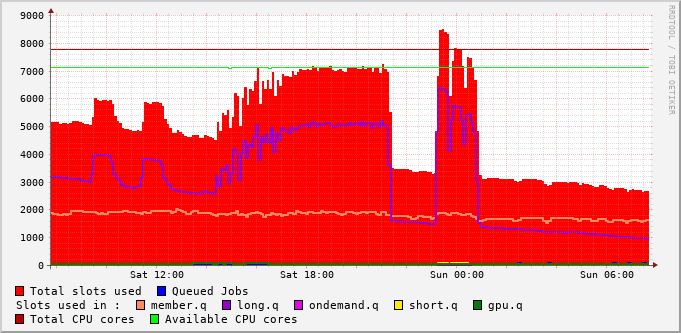 9000
8000
7000
6000
5000
4000
3000
2000
1000
0
Sat 12:00 Sat 18:00 Sun 00:00 Sun 06:00
RRDTOOL / TOBI OETIKER
Total slots used Queued Jobs
Slots used in : member.q long.q ondemand.q short.q gpu.q
Total CPU cores Available CPU cores